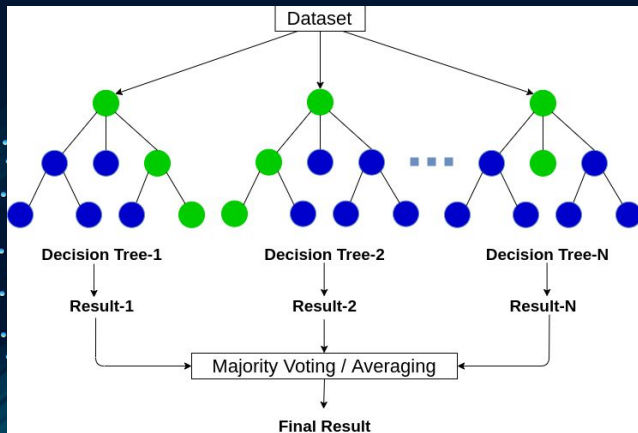 Dataset
Decision Tree-1
Decision Tree-2
Decision Tree-N
Result-1
Result-2
Result-N
Majority Voting / Averaging
Final Result